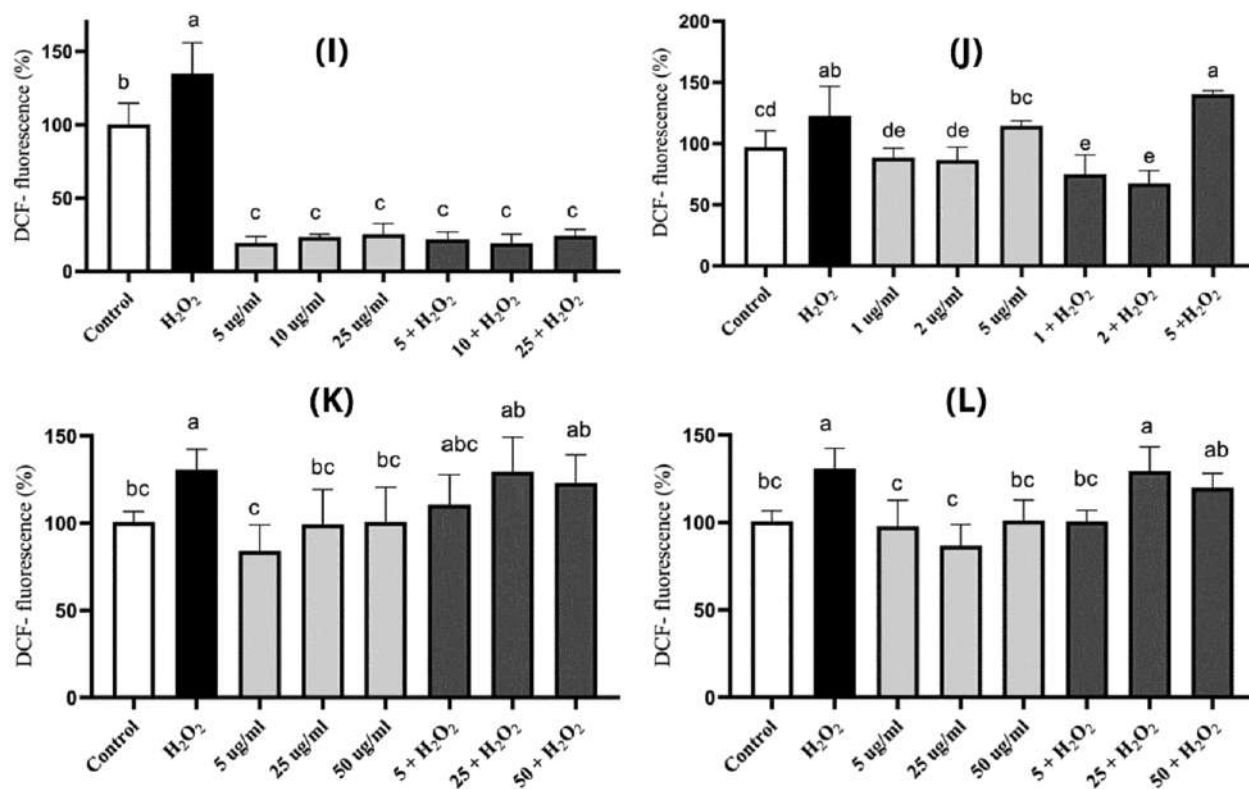 (I)
DCF- fluorescence (%)
150
100
50
0
b
a
c
c
c
c
c
c
Control
H₂O₂
5 ug/ml
10 ug/ml
25 ug/ml
5 + H₂O₂
10 + H₂O₂
25 + H₂O₂
(J)
DCF- fluorescence (%)
200
150
100
50
0
cd
ab
de
de
bc
e
e
a
Control
H₂O₂
1 ug/ml
2 ug/ml
5 ug/ml
1 + H₂O₂
2 + H₂O₂
5 +H₂O₂
(K)
DCF- fluorescence (%)
150
100
50
0
bc
a
c
bc
bc
abc
ab
ab
Control
H₂O₂
5 ug/ml
25 ug/ml
50 ug/ml
5 + H₂O₂
25 + H₂O₂
50 + H₂O₂
(L)
DCF- fluorescence (%)
150
100
50
0
bc
a
c
c
bc
bc
a
ab
Control
H₂O₂
5 ug/ml
25 ug/ml
50 ug/ml
5 + H₂O₂
25 + H₂O₂
50 + H₂O₂